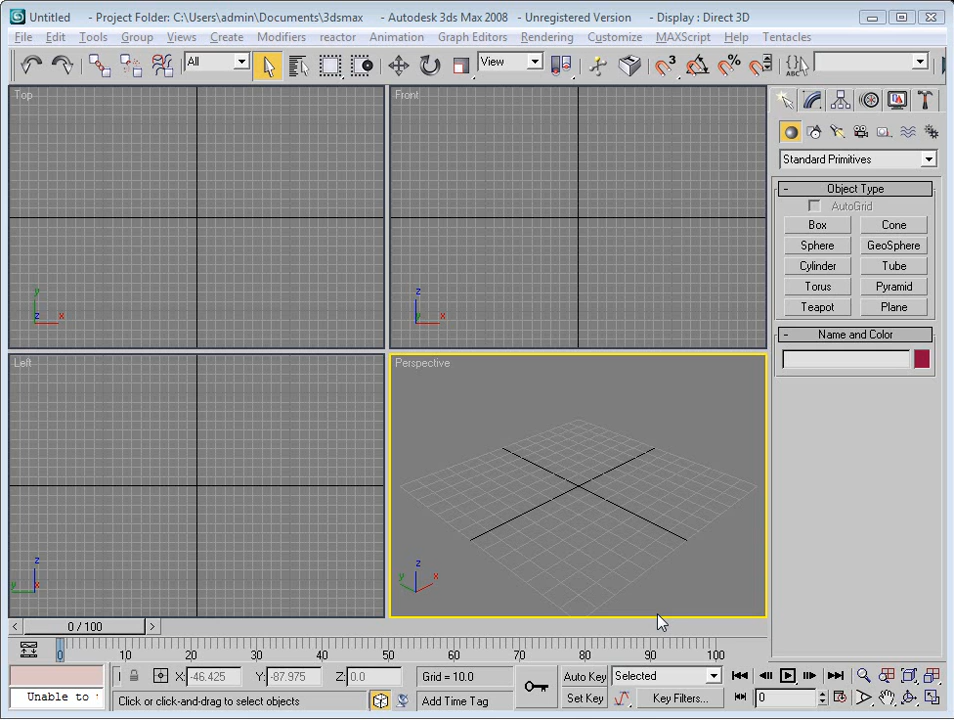 Untitled - Project Folder: C:\Users\admin\Documents\3dsmax - Autodesk 3ds Max 2008 - Unregistered Version - Display : Direct 3D
File Edit Tools Group Views Create Modifiers reactor Animation Graph Editors Rendering Customize MAXScript Help Tentacles
All View 3 ABC
Top Front
Standard Primitives
- Object Type
AutoGrid
Box Cone
Sphere GeoSphere
Cylinder Tube
Torus Pyramid
Teapot Plane
- Name and Color
y z
z x y x
Left Perspective
z z
y x y x
< 0 / 100 >
0 10 20 30 40 50 60 70 80 90 100
X: -46.425 Y: -87.975 Z: 0.0 Grid = 10.0 Auto Key Selected
Unable to Click or click-and-drag to select objects Add Time Tag Set Key Key Filters... 0